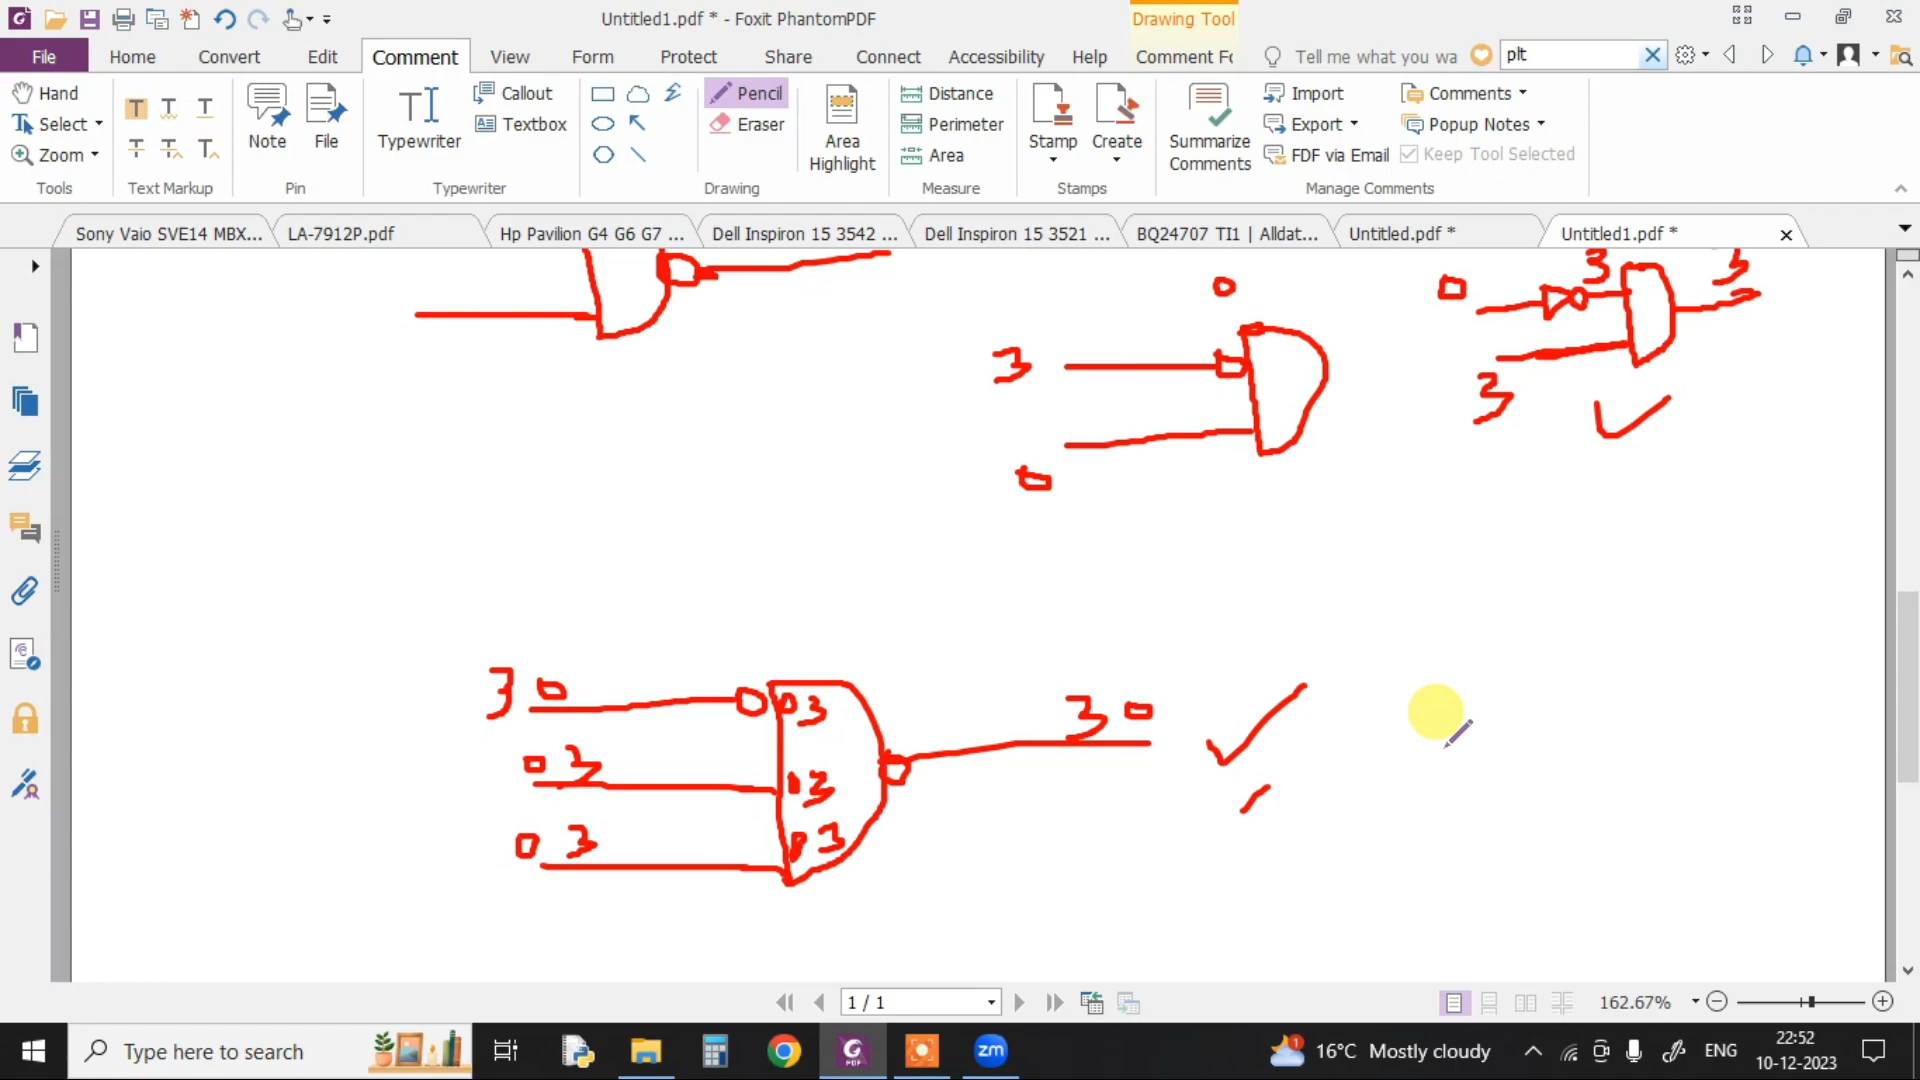 Untitled1.pdf * - Foxit PhantomPDF
Drawing Tool
File
Home
Convert
Edit
Comment
View
Form
Protect
Share
Connect
Accessibility
Help
Comment Fo
Tell me what you wa
plt
Hand
Select
Zoom
Tools
Text Markup
Note
File
Pin
Typewriter
Callout
Textbox
Typewriter
Pencil
Eraser
Drawing
Area
Highlight
Distance
Perimeter
Area
Measure
Stamp
Create
Stamps
Summarize
Comments
Import
Export
FDF via Email
Comments
Popup Notes
Keep Tool Selected
Manage Comments
Sony Vaio SVE14 MBX...
LA-7912P.pdf
Hp Pavilion G4 G6 G7 ...
Dell Inspiron 15 3542 ...
Dell Inspiron 15 3521 ...
BQ24707 TI1 | Alldat...
Untitled.pdf *
Untitled1.pdf *
3 3
0 0
3
3
0
3 0
0 3
3 0
0 3
0 3
0 3
0 3
1 / 1
162.67%
Type here to search
zm
16°C Mostly cloudy
ENG
22:52
10-12-2023